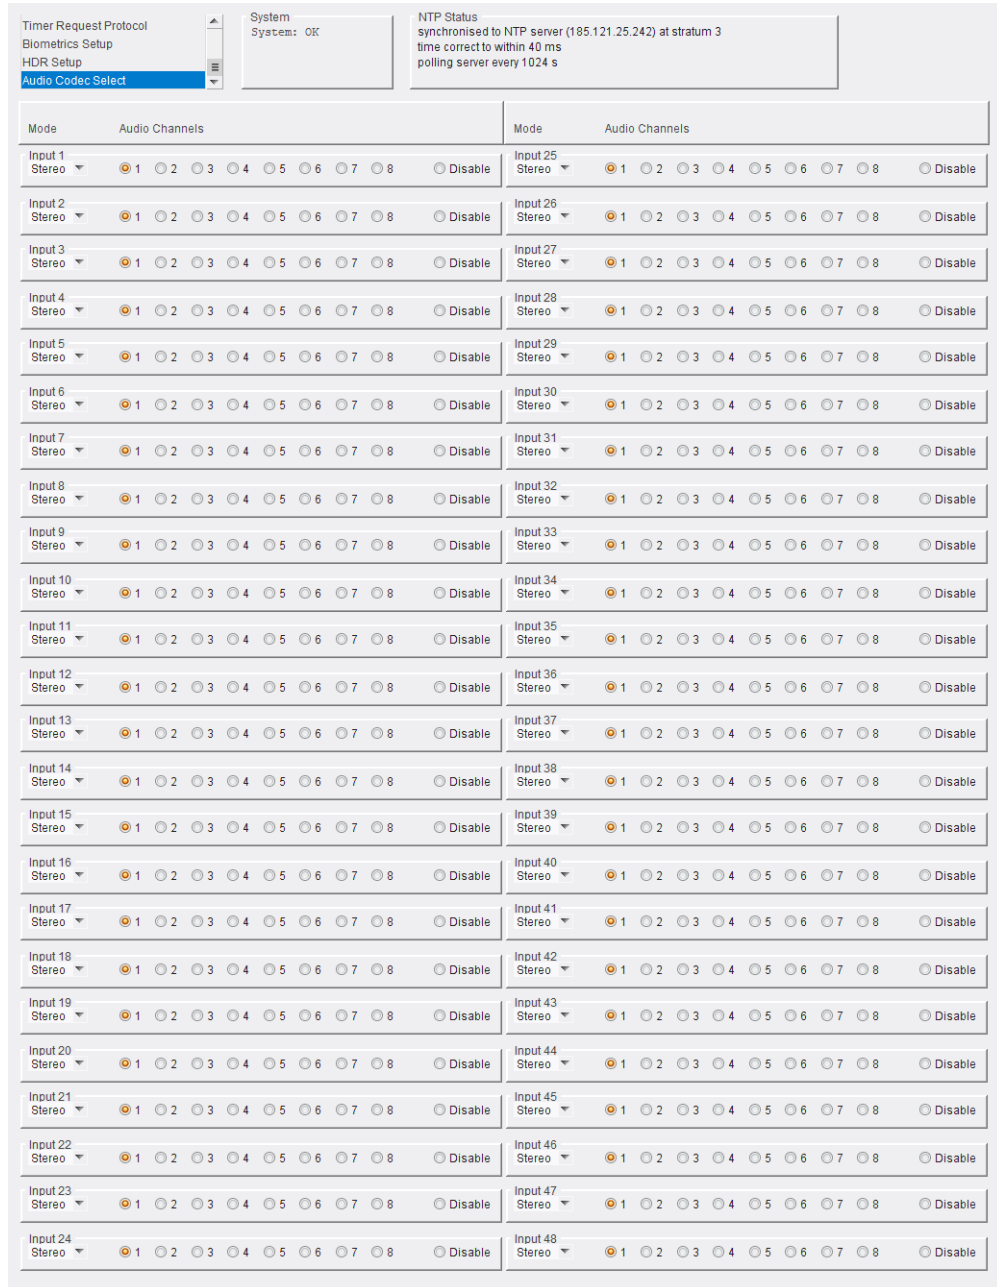 Timer Request Protocol
Biometrics Setup
HDR Setup
Audio Codec Select
System
System: OK
NTP Status
synchronised to NTP server (185.121.25.242) at stratum 3
time correct to within 40 ms
polling server every 1024 s
Mode Audio Channels Mode Audio Channels
Input 1 Input 25
Stereo 1 2 3 4 5 6 7 8 Disable Stereo 1 2 3 4 5 6 7 8 Disable
Input 2 Input 26
Stereo 1 2 3 4 5 6 7 8 Disable Stereo 1 2 3 4 5 6 7 8 Disable
Input 3 Input 27
Stereo 1 2 3 4 5 6 7 8 Disable Stereo 1 2 3 4 5 6 7 8 Disable
Input 4 Input 28
Stereo 1 2 3 4 5 6 7 8 Disable Stereo 1 2 3 4 5 6 7 8 Disable
Input 5 Input 29
Stereo 1 2 3 4 5 6 7 8 Disable Stereo 1 2 3 4 5 6 7 8 Disable
Input 6 Input 30
Stereo 1 2 3 4 5 6 7 8 Disable Stereo 1 2 3 4 5 6 7 8 Disable
Input 7 Input 31
Stereo 1 2 3 4 5 6 7 8 Disable Stereo 1 2 3 4 5 6 7 8 Disable
Input 8 Input 32
Stereo 1 2 3 4 5 6 7 8 Disable Stereo 1 2 3 4 5 6 7 8 Disable
Input 9 Input 33
Stereo 1 2 3 4 5 6 7 8 Disable Stereo 1 2 3 4 5 6 7 8 Disable
Input 10 Input 34
Stereo 1 2 3 4 5 6 7 8 Disable Stereo 1 2 3 4 5 6 7 8 Disable
Input 11 Input 35
Stereo 1 2 3 4 5 6 7 8 Disable Stereo 1 2 3 4 5 6 7 8 Disable
Input 12 Input 36
Stereo 1 2 3 4 5 6 7 8 Disable Stereo 1 2 3 4 5 6 7 8 Disable
Input 13 Input 37
Stereo 1 2 3 4 5 6 7 8 Disable Stereo 1 2 3 4 5 6 7 8 Disable
Input 14 Input 38
Stereo 1 2 3 4 5 6 7 8 Disable Stereo 1 2 3 4 5 6 7 8 Disable
Input 15 Input 39
Stereo 1 2 3 4 5 6 7 8 Disable Stereo 1 2 3 4 5 6 7 8 Disable
Input 16 Input 40
Stereo 1 2 3 4 5 6 7 8 Disable Stereo 1 2 3 4 5 6 7 8 Disable
Input 17 Input 41
Stereo 1 2 3 4 5 6 7 8 Disable Stereo 1 2 3 4 5 6 7 8 Disable
Input 18 Input 42
Stereo 1 2 3 4 5 6 7 8 Disable Stereo 1 2 3 4 5 6 7 8 Disable
Input 19 Input 43
Stereo 1 2 3 4 5 6 7 8 Disable Stereo 1 2 3 4 5 6 7 8 Disable
Input 20 Input 44
Stereo 1 2 3 4 5 6 7 8 Disable Stereo 1 2 3 4 5 6 7 8 Disable
Input 21 Input 45
Stereo 1 2 3 4 5 6 7 8 Disable Stereo 1 2 3 4 5 6 7 8 Disable
Input 22 Input 46
Stereo 1 2 3 4 5 6 7 8 Disable Stereo 1 2 3 4 5 6 7 8 Disable
Input 23 Input 47
Stereo 1 2 3 4 5 6 7 8 Disable Stereo 1 2 3 4 5 6 7 8 Disable
Input 24 Input 48
Stereo 1 2 3 4 5 6 7 8 Disable Stereo 1 2 3 4 5 6 7 8 Disable